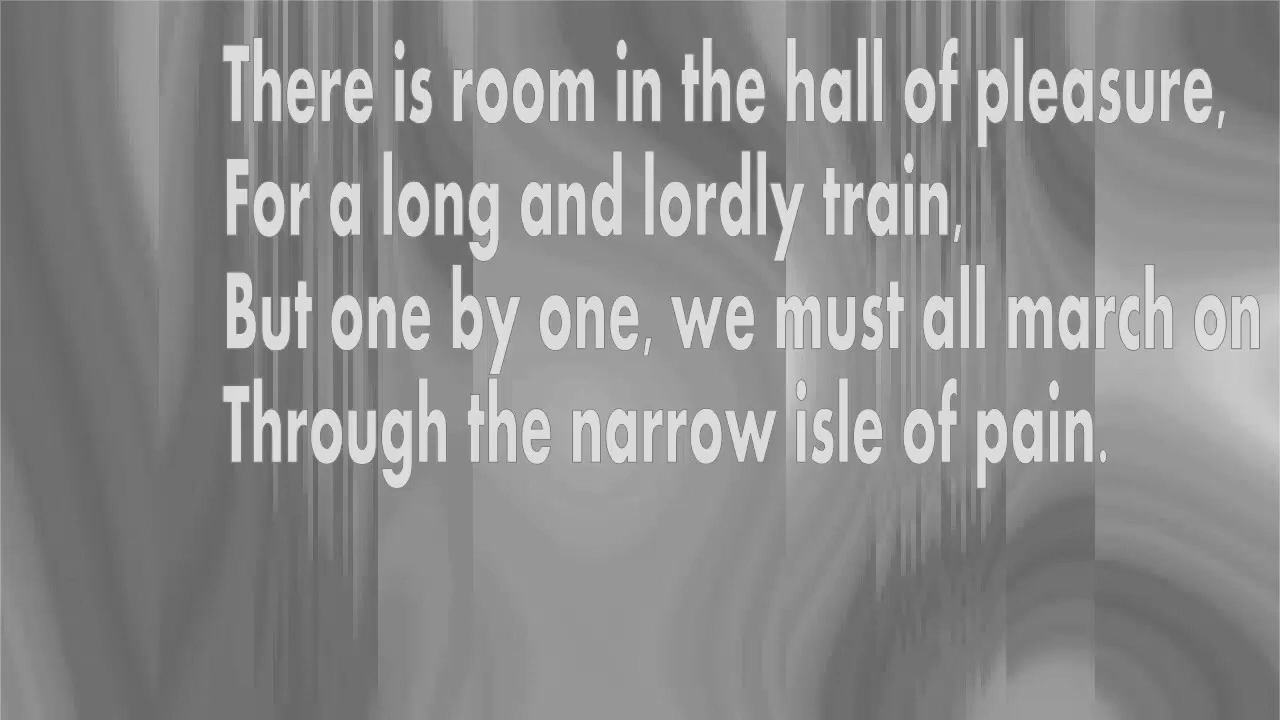 There is room in the hall of pleasure,
For a long and lordly train,
But one by one, we must all march on
Through the narrow isle of pain.